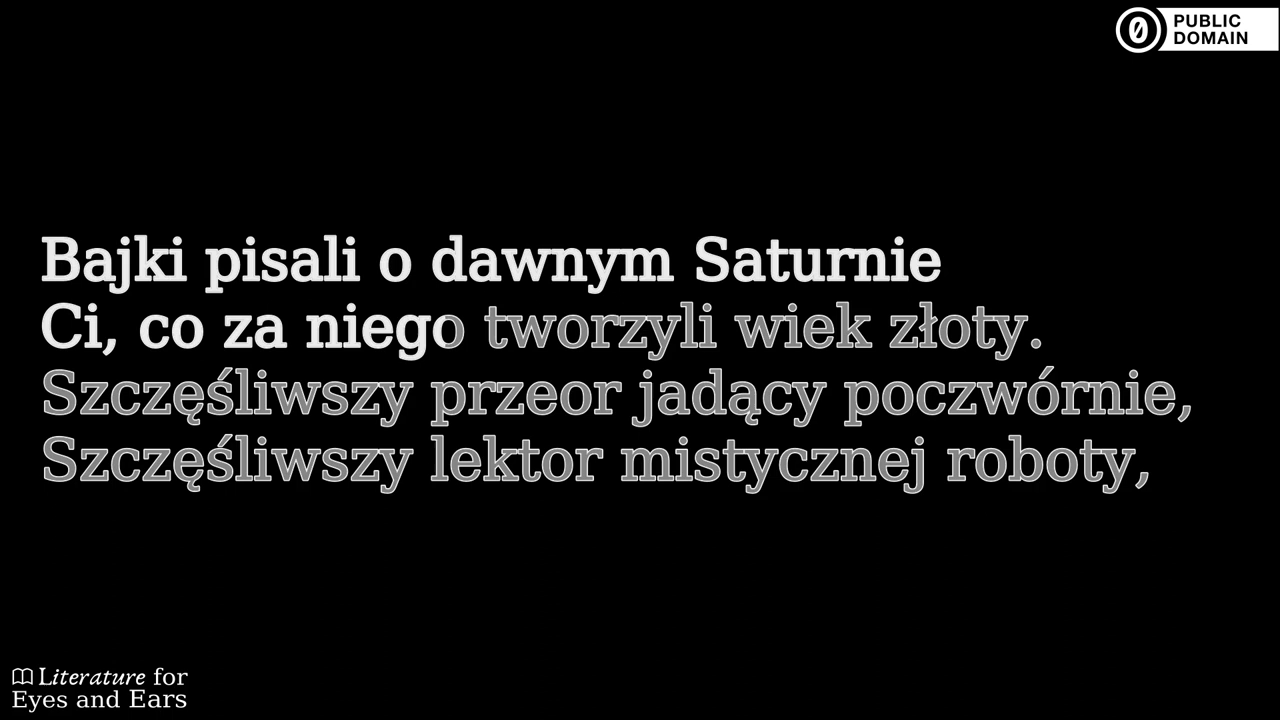 PUBLIC
DOMAIN
Bajki pisali o dawnym Saturnie
Ci, co za niego tworzyli wiek złoty.
Szczęśliwszy przeor jadący poczwórnie,
Szczęśliwszy lektor mistycznej roboty,
Literature for
Eyes and Ears